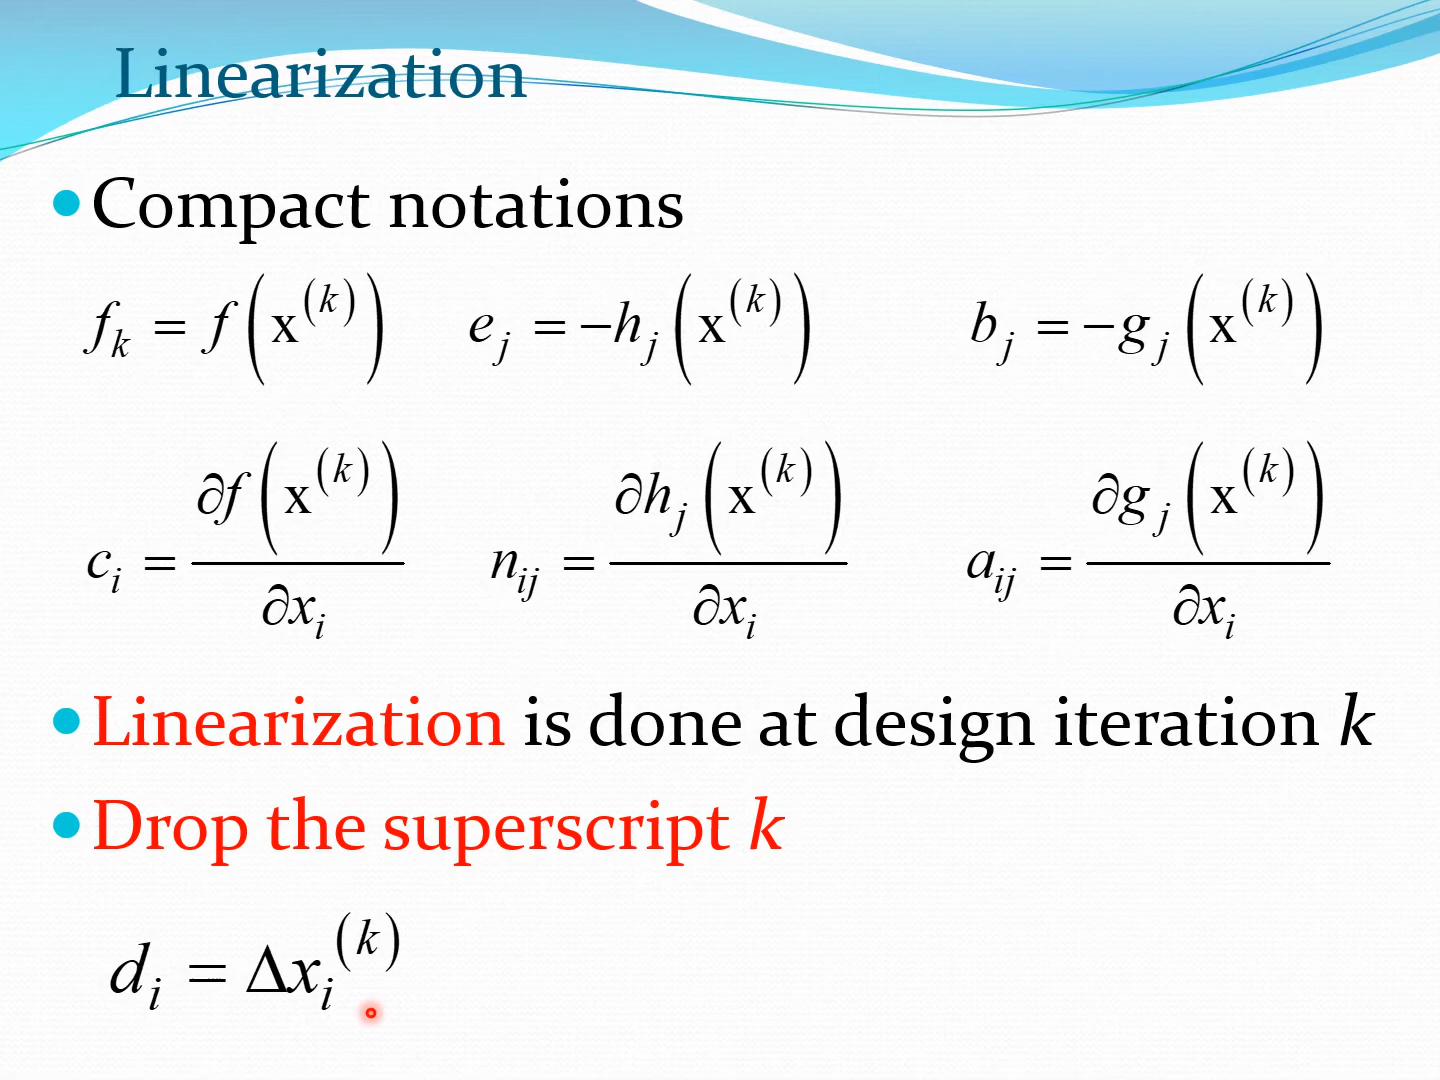 Linearization
• Compact notations
f_k = f(x^(k))   e_j = −h_j(x^(k))   b_j = −g_j(x^(k))
c_i = ∂f(x^(k))/∂x_i   n_ij = ∂h_j(x^(k))/∂x_i   a_ij = ∂g_j(x^(k))/∂x_i
• Linearization is done at design iteration k
• Drop the superscript k
d_i = Δx_i^(k)